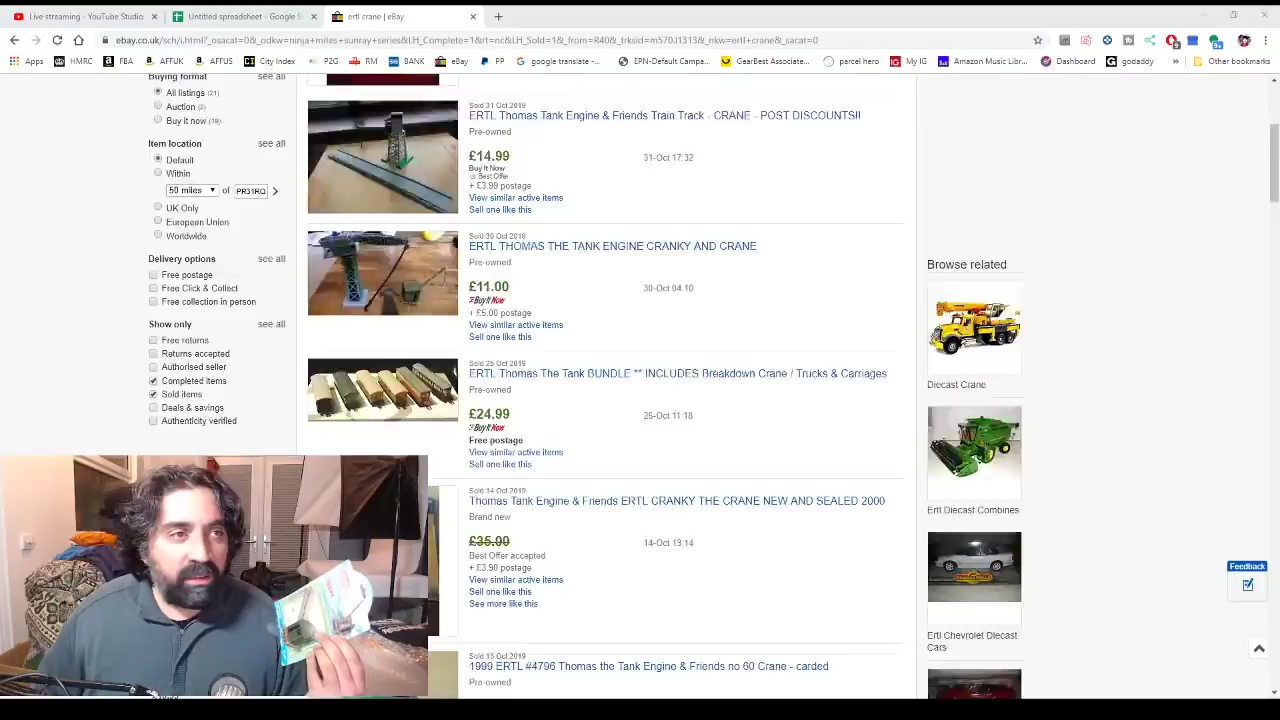 Live streaming - YouTube Studio
Untitled spreadsheet - Google S
ertl crane | eBay
ebay.co.uk/sch/i.html?_osacat=0&_odkw=ninja+miles+sunray+series&LH_Complete=1&rt=nc&LH_Sold=1&_from=R40&_trksid=m570.l1313&_nkw=ertl+crane&_sacat=0
Apps HMRC FBA AFFUK AFFUS City Index P2G RM BANK eBay PP google translate -... EPN-Default Campa... GearBest Associate... parcel hero My IG Amazon Music Libr... Dashboard godaddy » Other bookmarks
Buying format see all
All listings (21)
Auction (2)
Buy it now (19)
Item location see all
Default
Within
50 miles of PR31RQ
UK Only
European Union
Worldwide
Delivery options see all
Free postage
Free Click & Collect
Free collection in person
Show only see all
Free returns
Returns accepted
Authorised seller
Completed items
Sold items
Deals & savings
Authenticity verified
Sold 31 Oct 2019
ERTL Thomas Tank Engine & Friends Train Track - CRANE - POST DISCOUNTS!!
Pre-owned
£14.99 31-Oct 17:32
Buy It Now
or Best Offer
+ £3.99 postage
View similar active items
Sell one like this
Sold 30 Oct 2019
ERTL THOMAS THE TANK ENGINE CRANKY AND CRANE
Pre-owned
£11.00 30-Oct 04:10
Buy It Now
+ £5.00 postage
View similar active items
Sell one like this
Sold 25 Oct 2019
ERTL Thomas The Tank BUNDLE ** INCLUDES Breakdown Crane / Trucks & Carriages
Pre-owned
£24.99 25-Oct 11:18
Buy It Now
Free postage
View similar active items
Sell one like this
Sold 14 Oct 2019
Thomas Tank Engine & Friends ERTL CRANKY THE CRANE NEW AND SEALED 2000
Brand new
£35.00 14-Oct 13:14
Best Offer accepted
+ £3.90 postage
View similar active items
Sell one like this
See more like this
Sold 13 Oct 2019
1999 ERTL #4796 Thomas the Tank Engine & Friends no 60 Crane - carded
Pre-owned
Browse related
Diecast Crane
Ertl Diecast Combines
Ertl Chevrolet Diecast
Cars
Feedback